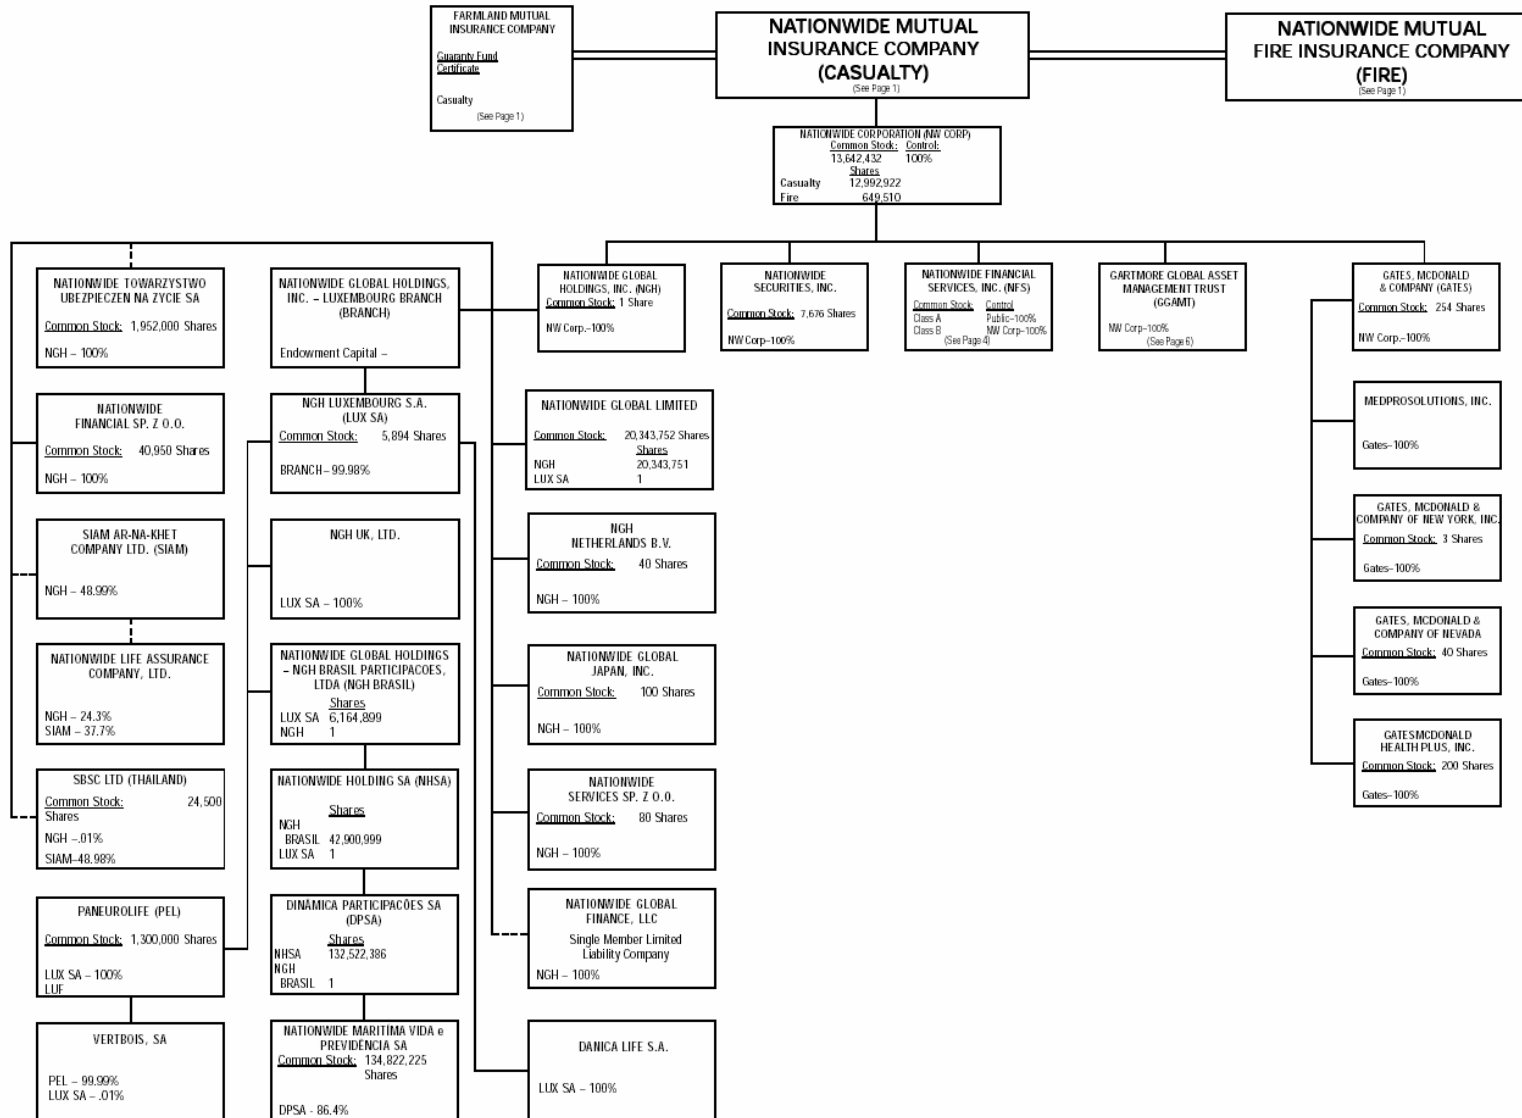 FARMLAND MUTUAL
INSURANCE COMPANY
Guaranty Fund
Certificate
Casualty
(See Page 1)
NATIONWIDE MUTUAL
INSURANCE COMPANY
(CASUALTY)
(See Page 1)
NATIONWIDE MUTUAL
FIRE INSURANCE COMPANY
(FIRE)
(See Page 1)
NATIONWIDE CORPORATION (NW CORP)
Common Stock: Control:
13,642,432 100%
Shares
Casualty 12,992,922
Fire 649,510
NATIONWIDE TOWARZYSTWO
UBEZPIECZEN NA ZYCIE SA
Common Stock: 1,952,000 Shares
NGH – 100%
NATIONWIDE GLOBAL HOLDINGS,
INC. – LUXEMBOURG BRANCH
(BRANCH)
Endowment Capital –
NATIONWIDE GLOBAL
HOLDINGS, INC. (NGH)
Common Stock: 1 Share
NW Corp.–100%
NATIONWIDE
SECURITIES, INC.
Common Stock: 7,676 Shares
NW Corp–100%
NATIONWIDE FINANCIAL
SERVICES, INC. (NFS)
Common Stock: Control
Class A Public–100%
Class B NW Corp–100%
(See Page 4)
GARTMORE GLOBAL ASSET
MANAGEMENT TRUST
(GGAMT)
NW Corp–100%
(See Page 6)
GATES, MCDONALD
& COMPANY (GATES)
Common Stock: 254 Shares
NW Corp.–100%
NATIONWIDE
FINANCIAL SP. Z O.O.
Common Stock: 40,950 Shares
NGH – 100%
NGH LUXEMBOURG S.A.
(LUX SA)
Common Stock: 5,894 Shares
BRANCH– 99.98%
NATIONWIDE GLOBAL LIMITED
Common Stock: 20,343,752 Shares
Shares
NGH 20,343,751
LUX SA 1
MEDPROSOLUTIONS, INC.
Gates–100%
SIAM AR-NA-KHET
COMPANY LTD. (SIAM)
NGH – 48.99%
NGH UK, LTD.
LUX SA – 100%
NGH
NETHERLANDS B.V.
Common Stock: 40 Shares
NGH – 100%
GATES, MCDONALD &
COMPANY OF NEW YORK, INC.
Common Stock: 3 Shares
Gates–100%
NATIONWIDE LIFE ASSURANCE
COMPANY, LTD.
NGH – 24.3%
SIAM – 37.7%
NATIONWIDE GLOBAL HOLDINGS
– NGH BRASIL PARTICIPACOES,
LTDA (NGH BRASIL)
Shares
LUX SA 6,164,899
NGH 1
NATIONWIDE GLOBAL
JAPAN, INC.
Common Stock: 100 Shares
NGH – 100%
GATES, MCDONALD &
COMPANY OF NEVADA
Common Stock: 40 Shares
Gates–100%
SBSC LTD (THAILAND)
Common Stock: 24,500
Shares
NGH –.01%
SIAM–48.98%
NATIONWIDE HOLDING SA (NHSA)
Shares
NGH
BRASIL 42,900,999
LUX SA 1
NATIONWIDE
SERVICES SP. Z O.O.
Common Stock: 80 Shares
NGH – 100%
GATESMCDONALD
HEALTH PLUS, INC.
Common Stock: 200 Shares
Gates–100%
PANEUROLIFE (PEL)
Common Stock: 1,300,000 Shares
LUX SA – 100%
LUF
DINÂMICA PARTICIPACÕES SA
(DPSA)
Shares
NHSA 132,522,386
NGH
BRASIL 1
NATIONWIDE GLOBAL
FINANCE, LLC
Single Member Limited
Liability Company
NGH – 100%
VERTBOIS, SA
PEL – 99.99%
LUX SA – .01%
NATIONWIDE MARITÍMA VIDA e
PREVIDÊNCIA SA
Common Stock: 134,822,225
Shares
DPSA - 86.4%
DANICA LIFE S.A.
LUX SA – 100%